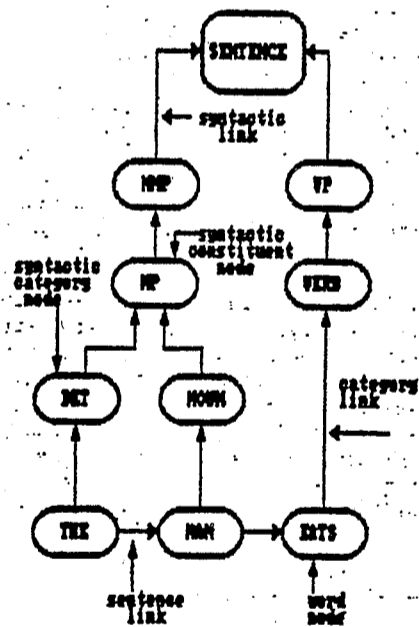 SENTENCE
syntactic
link
MMP
VP
syntactic
constituent
node
syntactic
category
node
NP
VERB
DET
NOUN
category
link
THE
MAN
EATS
sentence
link
word
node